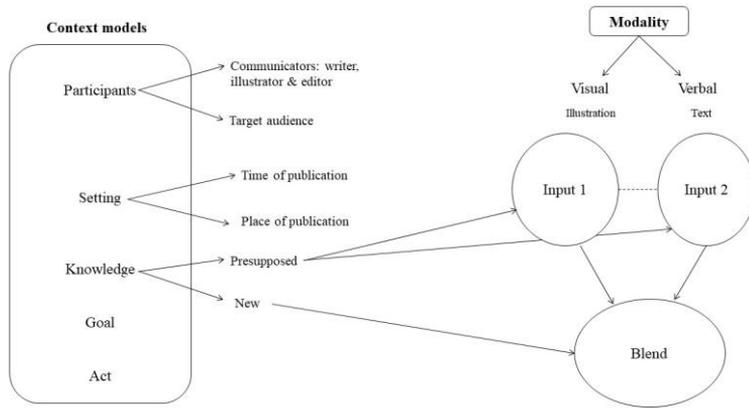 Context models
Participants
Communicators: writer,
illustrator & editor
Target audience
Setting
Time of publication
Place of publication
Knowledge
Presupposed
New
Goal
Act
Modality
Visual
Verbal
Illustration
Text
Input 1
Input 2
Blend